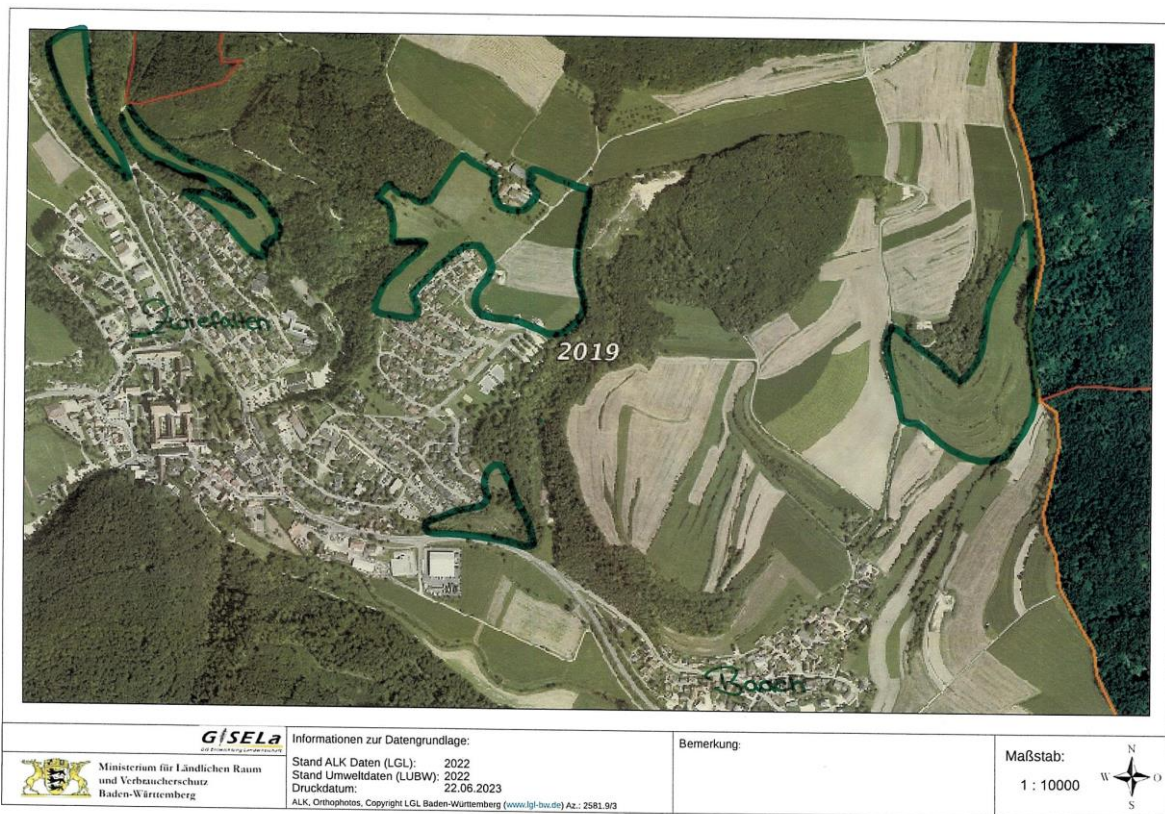 Zwiefalten
2019
Baach
GISELa
Ministerium für Ländlichen Raum
und Verbraucherschutz
Baden-Württemberg
Informationen zur Datengrundlage:
Stand ALK Daten (LGL): 2022
Stand Umweltdaten (LUBW): 2022
Druckdatum: 22.06.2023
ALK, Orthophotos, Copyright LGL Baden-Württemberg (www.lgl-bw.de) Az.: 2581.9/3
Bemerkung:
Maßstab:
1 : 10000
N
W O
S